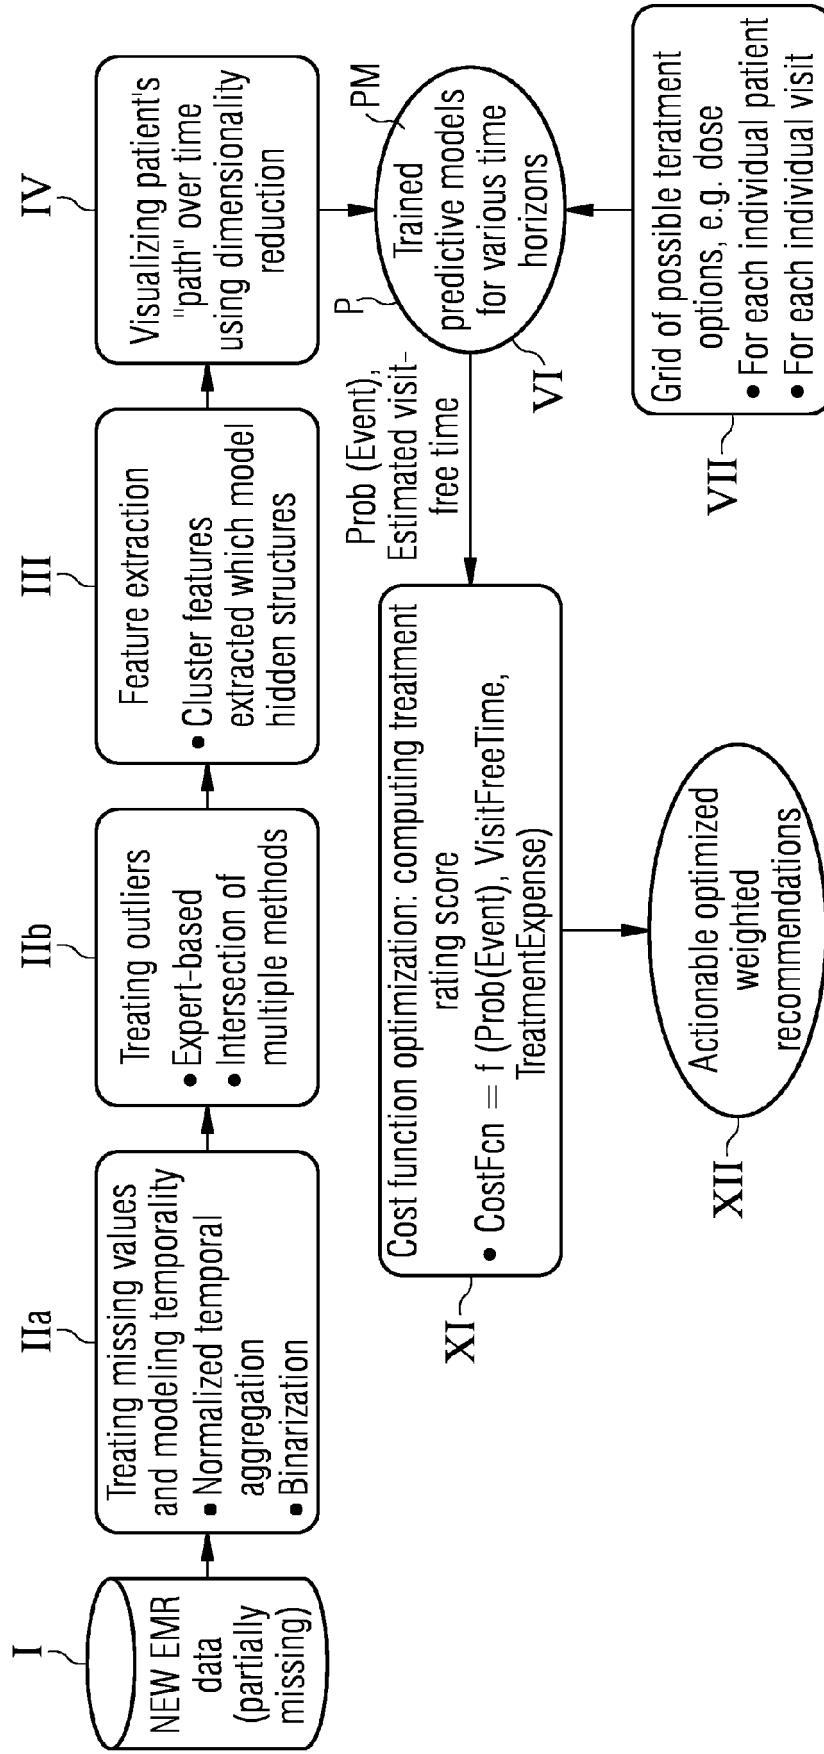 I
NEW EMR
data
(partially
missing)
IIa
Treating missing values
and modeling temporality
• Normalized temporal
aggregation
• Binarization
IIb
Treating outliers
• Expert-based
• Intersection of
multiple methods
III
Feature extraction
• Cluster features
extracted which model
hidden structures
IV
Visualizing patient's
"path" over time
using dimensionality
reduction
P
PM
Trained
predictive models
for various time
horizons
VI
Prob (Event),
Estimated visit-
free time
XI
Cost function optimization: computing treatment
rating score
• CostFcn = f (Prob(Event), VisitFreeTime,
TreatmentExpense)
VII
Grid of possible teratment
options, e.g. dose
• For each individual patient
• For each individual visit
XII
Actionable optimized
weighted
recommendations